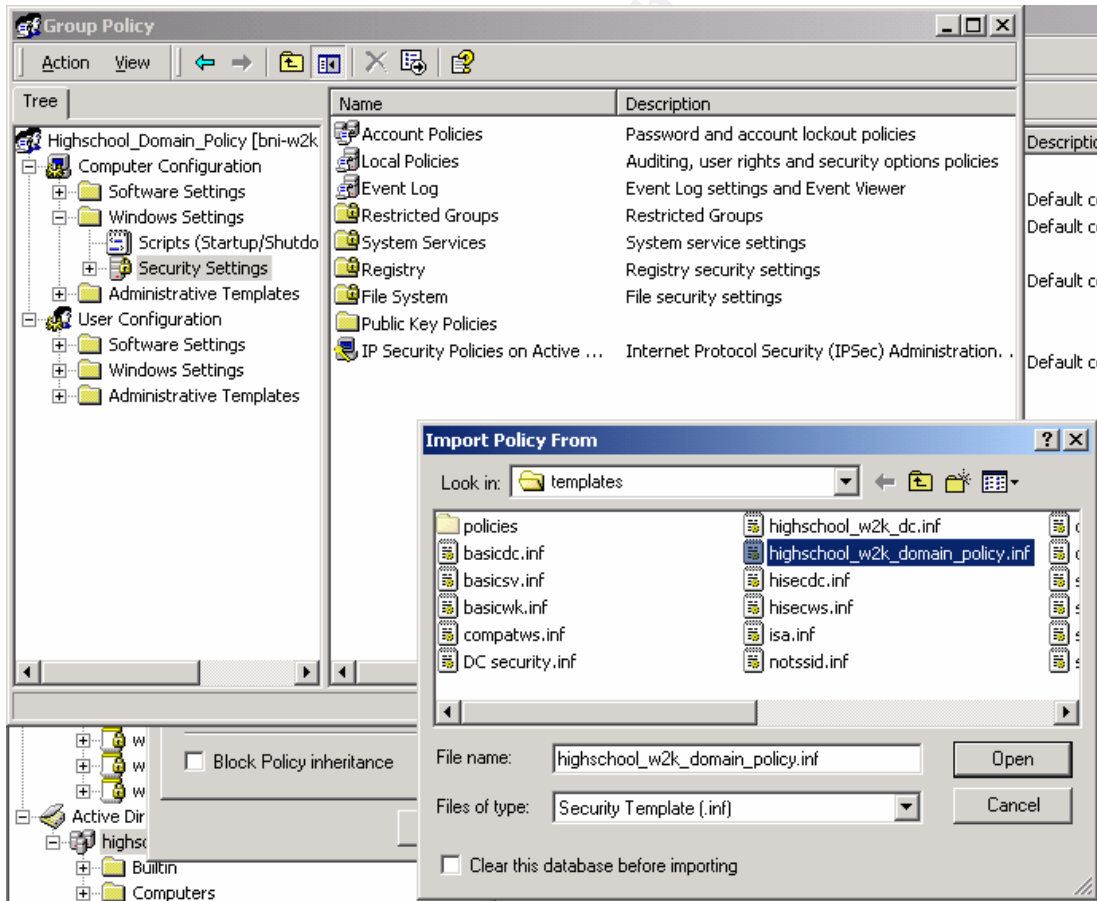 Group Policy
Action View
Tree
Name Description
Highschool_Domain_Policy [bni-w2k
Computer Configuration
Software Settings
Windows Settings
Scripts (Startup/Shutdo
Security Settings
Administrative Templates
User Configuration
Software Settings
Windows Settings
Administrative Templates
Account Policies Password and account lockout policies
Local Policies Auditing, user rights and security options policies
Event Log Event Log settings and Event Viewer
Restricted Groups Restricted Groups
System Services System service settings
Registry Registry security settings
File System File security settings
Public Key Policies
IP Security Policies on Active ... Internet Protocol Security (IPSec) Administration. .
Descriptio
Default c
Default c
Default c
Default c
Import Policy From
Look in: templates
policies
basicdc.inf
basicsv.inf
basicwk.inf
compatws.inf
DC security.inf
highschool_w2k_dc.inf
highschool_w2k_domain_policy.inf
hisecdc.inf
hisecws.inf
isa.inf
notssid.inf
File name: highschool_w2k_domain_policy.inf Open
Files of type: Security Template (.inf) Cancel
Clear this database before importing
w
w
w
Block Policy inheritance
Active Dir
highsc
Builtin
Computers